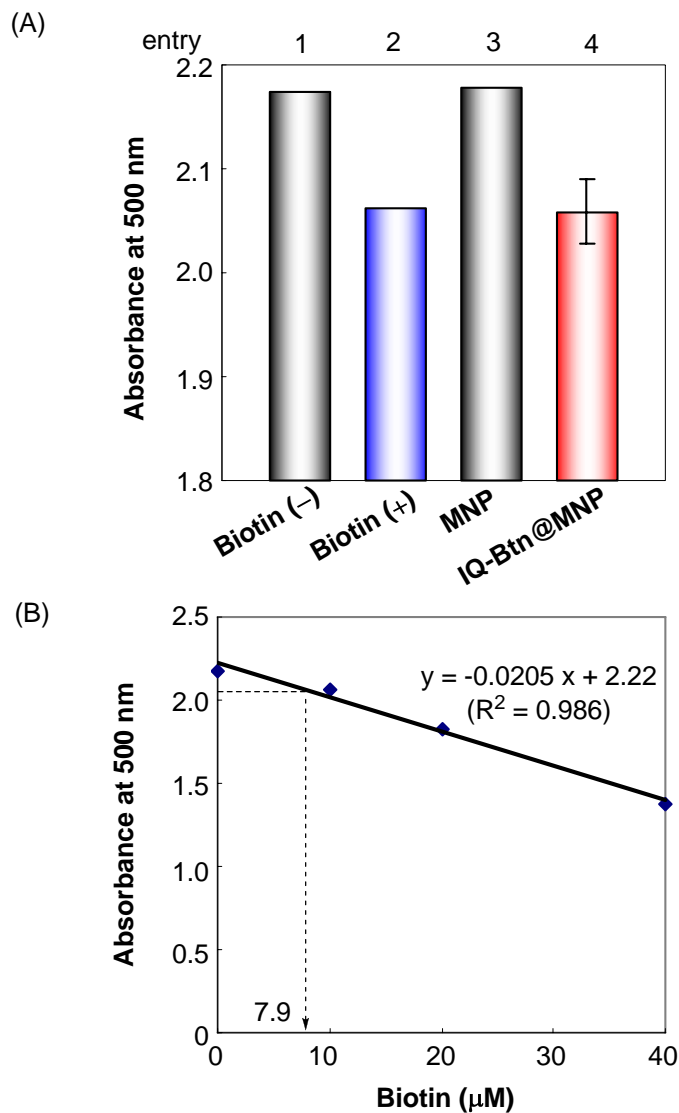 (A)
entry 1 2 3 4
2.2
2.1
2.0
1.9
1.8
Absorbance at 500 nm
Biotin (−)
Biotin (+)
MNP
IQ-Btn@MNP
(B)
2.5
2.0
1.5
1.0
0.5
0
Absorbance at 500 nm
y = -0.0205 x + 2.22
(R² = 0.986)
7.9
0 10 20 30 40
Biotin (μM)